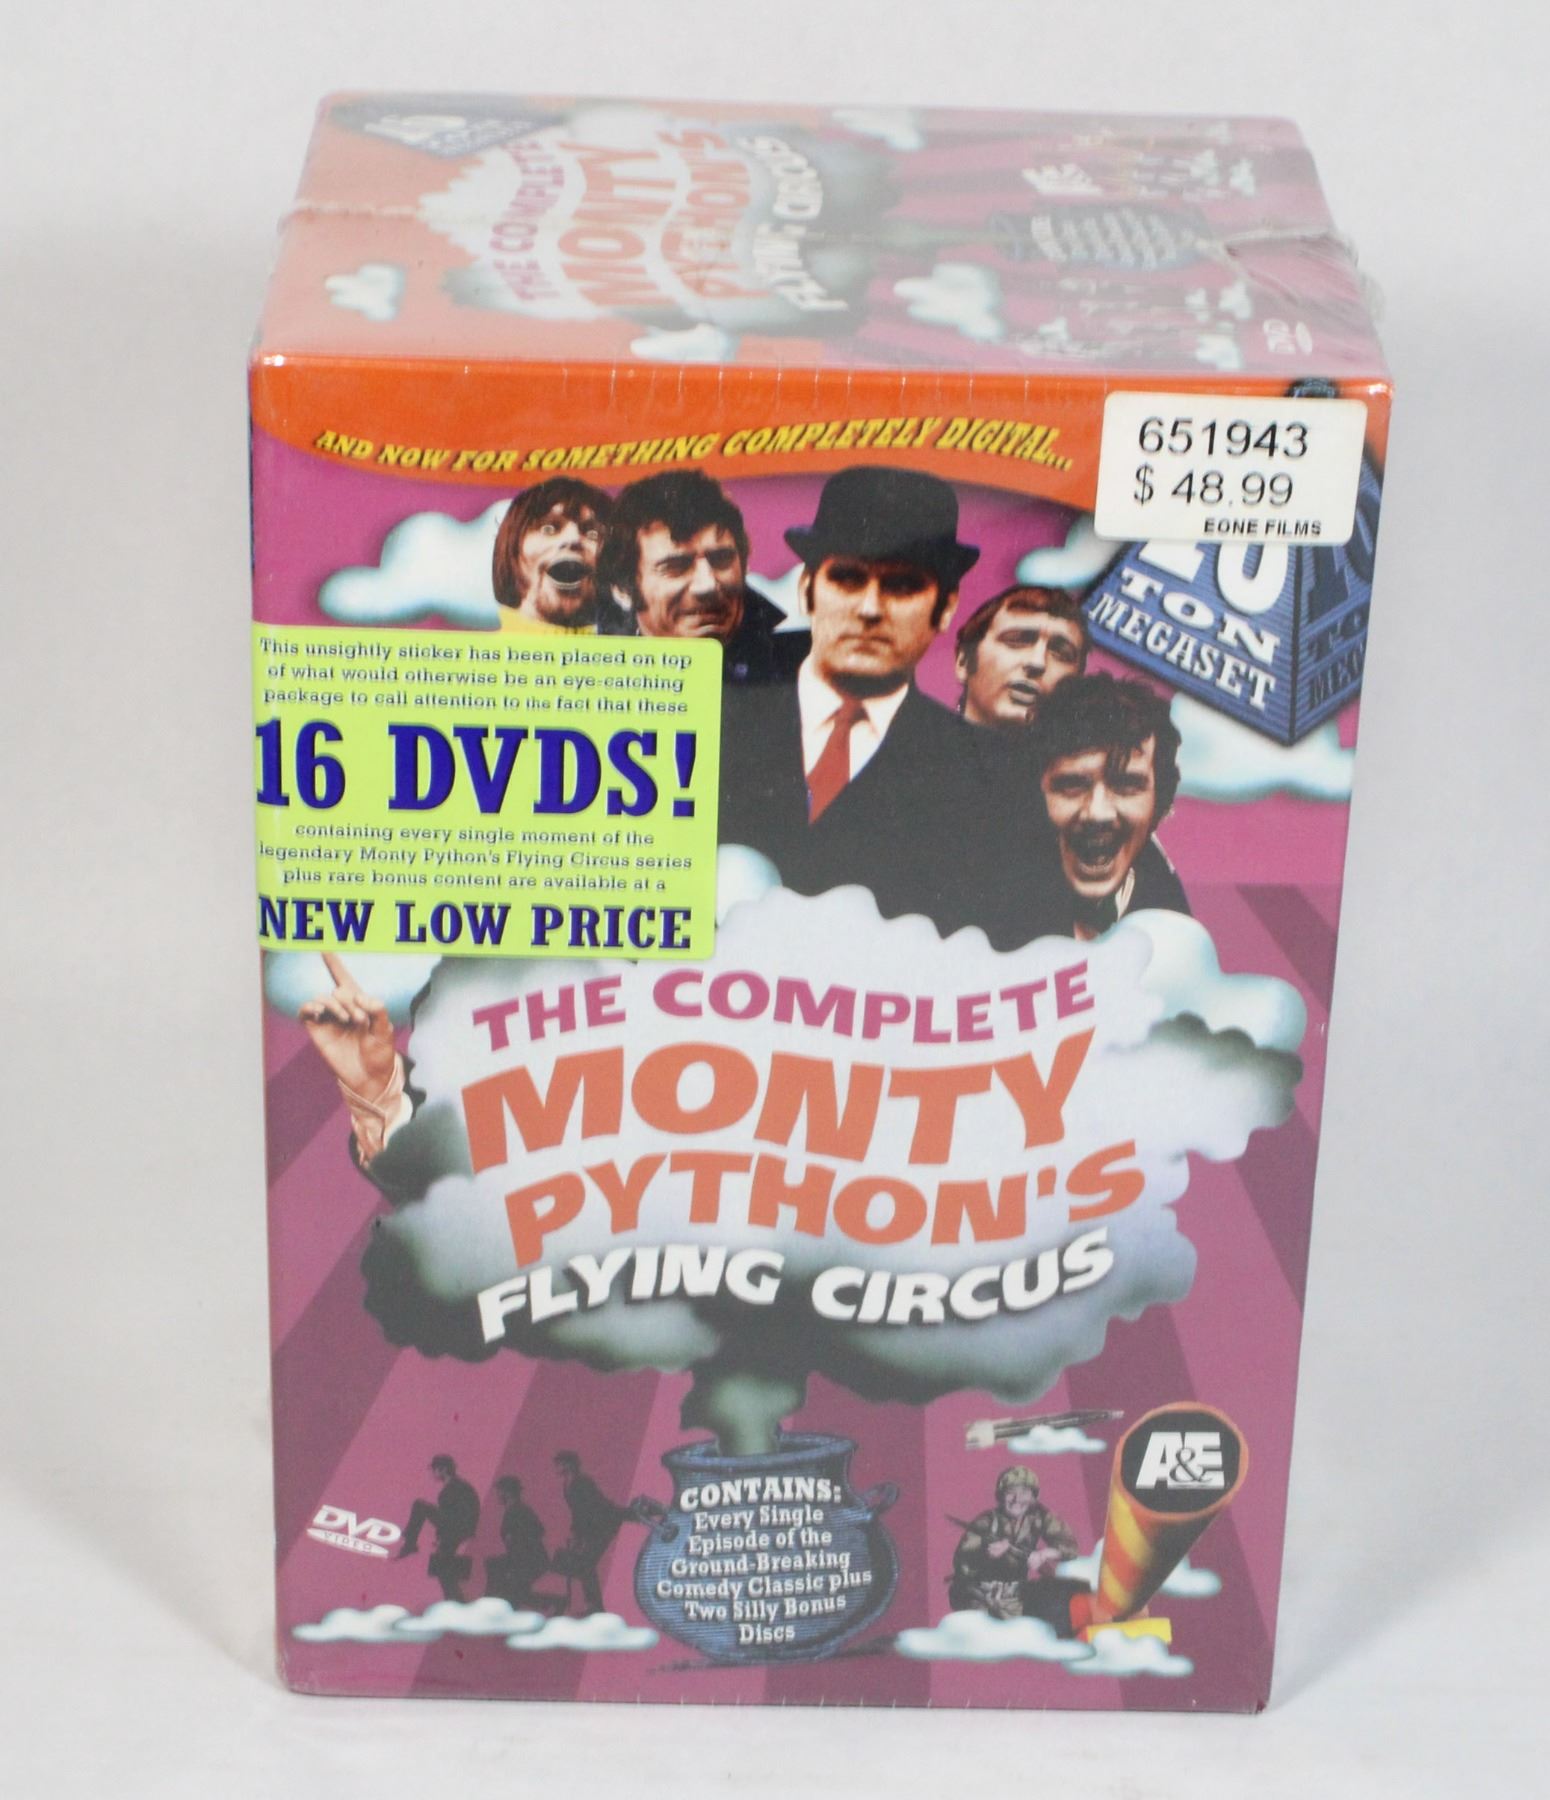 THE COMPLETE
MONTY
PYTHON'S
FLYING CIRCUS
DVD
AND NOW FOR SOMETHING COMPLETELY DIGITAL...
651943
$ 48.99
EONE FILMS
TON
MEGASET
This unsightly sticker has been placed on top
of what would otherwise be an eye-catching
package to call attention to the fact that these
16 DVDS!
containing every single moment of the
legendary Monty Python's Flying Circus series
plus rare bonus content are available at a
NEW LOW PRICE
THE COMPLETE
MONTY
PYTHON'S
FLYING CIRCUS
A&E
DVD
VIDEO
CONTAINS:
Every Single
Episode of the
Ground-Breaking
Comedy Classic plus
Two Silly Bonus
Discs